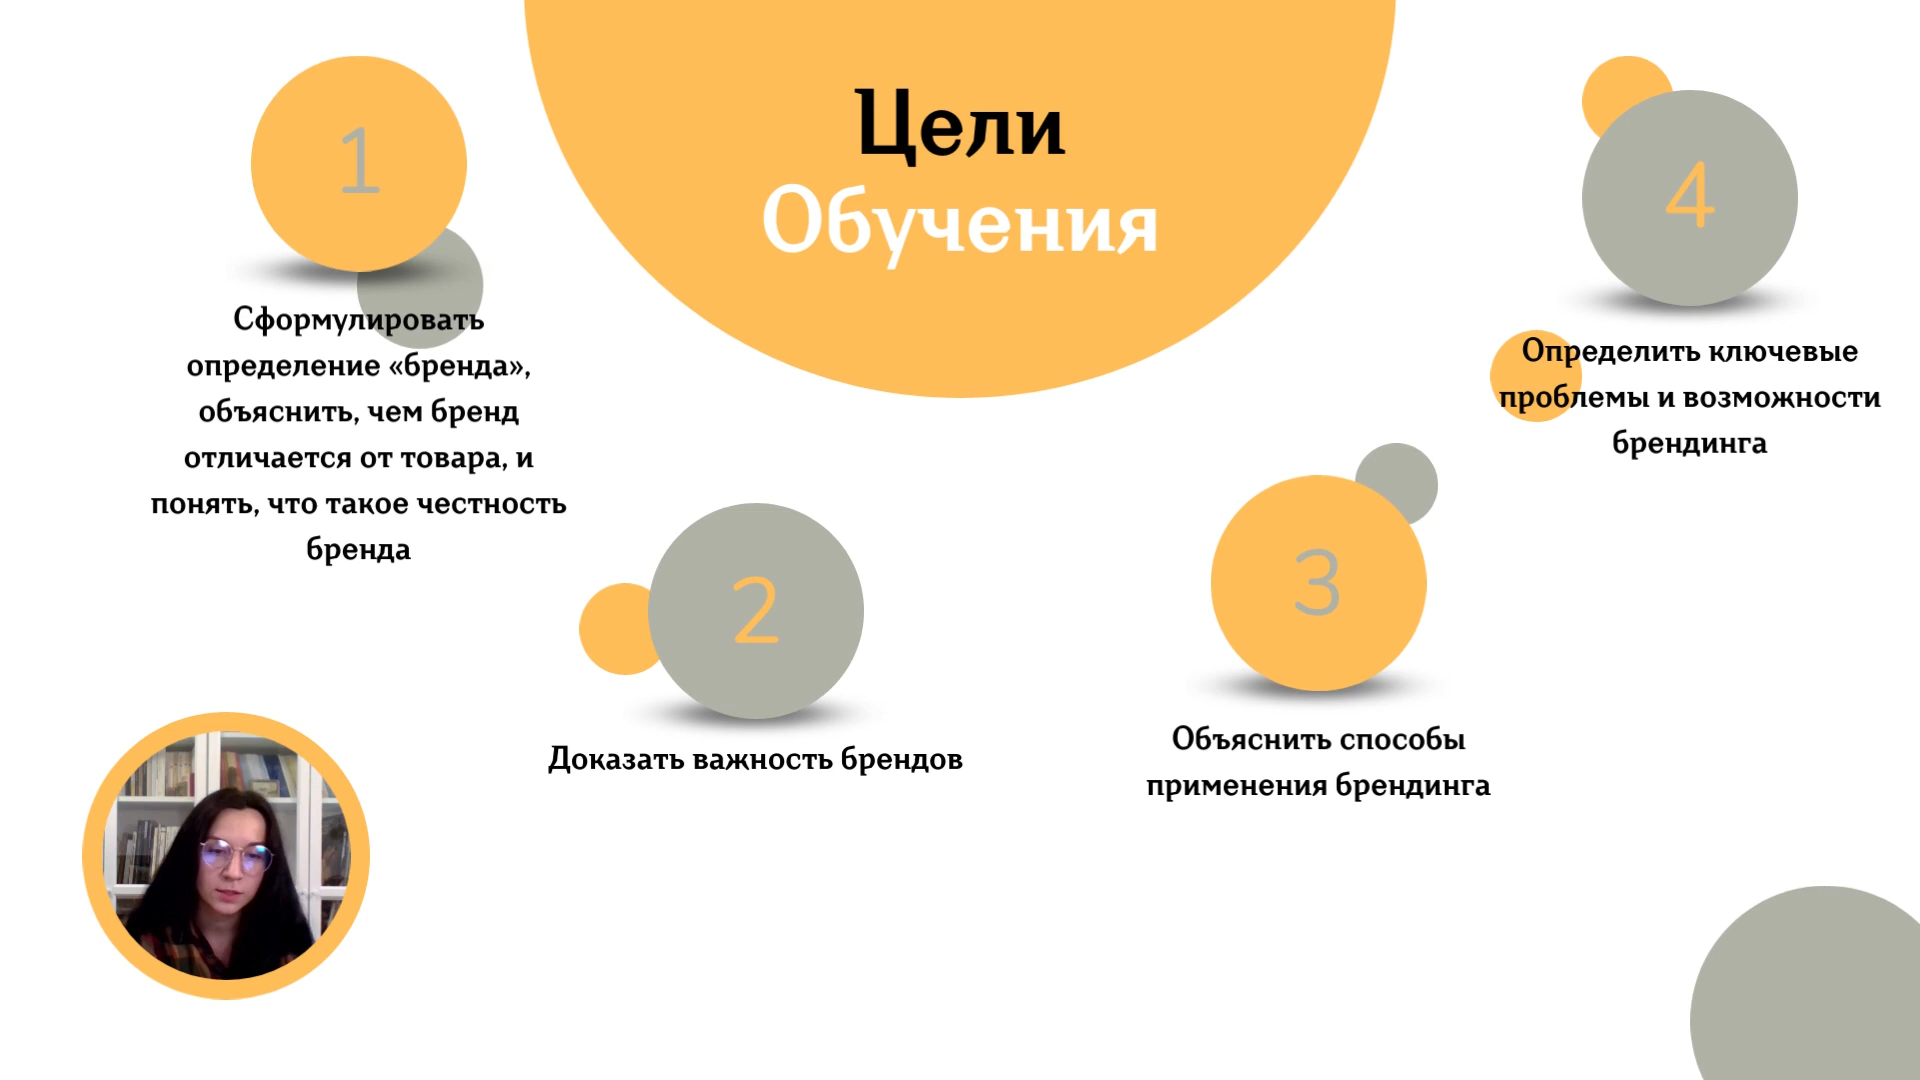 Цели
Обучения
1
Сформулировать
определение «бренда»,
объяснить, чем бренд
отличается от товара, и
понять, что такое честность
бренда
2
Доказать важность брендов
3
Объяснить способы
применения брендинга
4
Определить ключевые
проблемы и возможности
брендинга